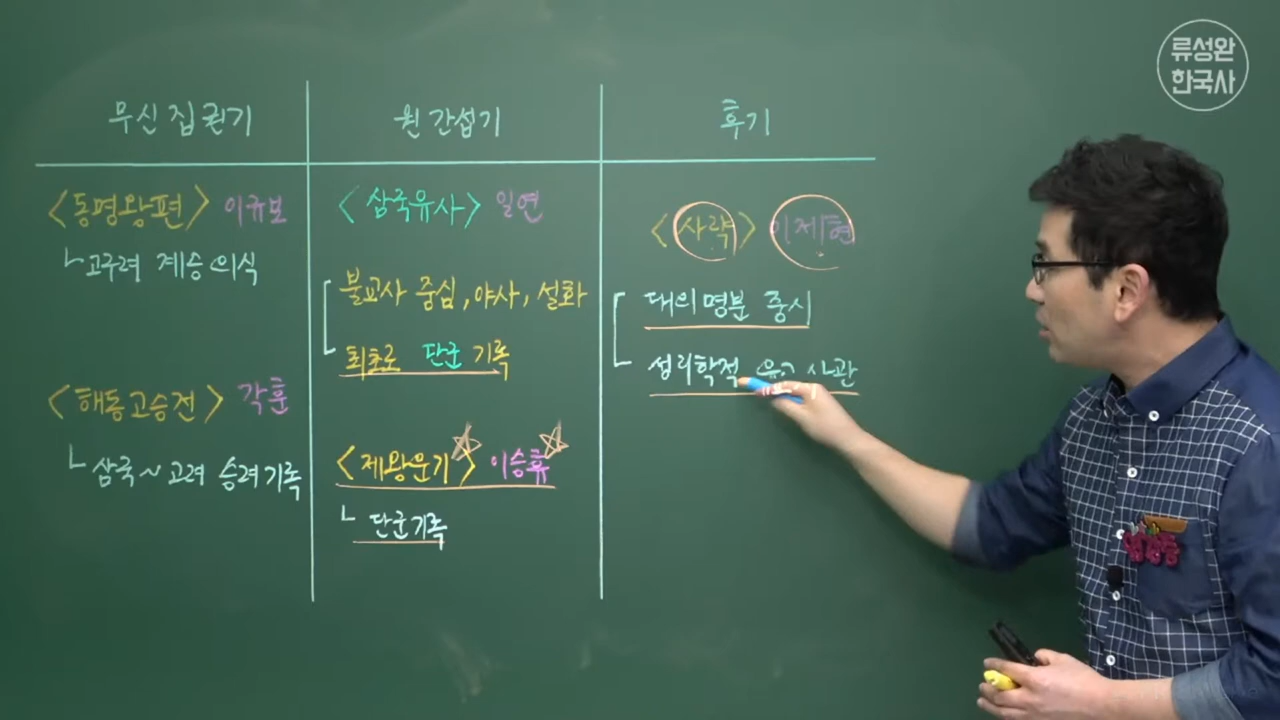 류성완
한국사
무신 집권기
원 간섭기
후기
<동명왕편> 이규보
고구려 계승의식
<해동고승전> 각훈
삼국~고려 승려 기록
<삼국유사> 일연
불교사 중심, 야사, 설화
최초로 단군 기록
<제왕운기> 이승휴
단군기록
<사략> 이제현
대의명분 중시
성리학적 유교 사관